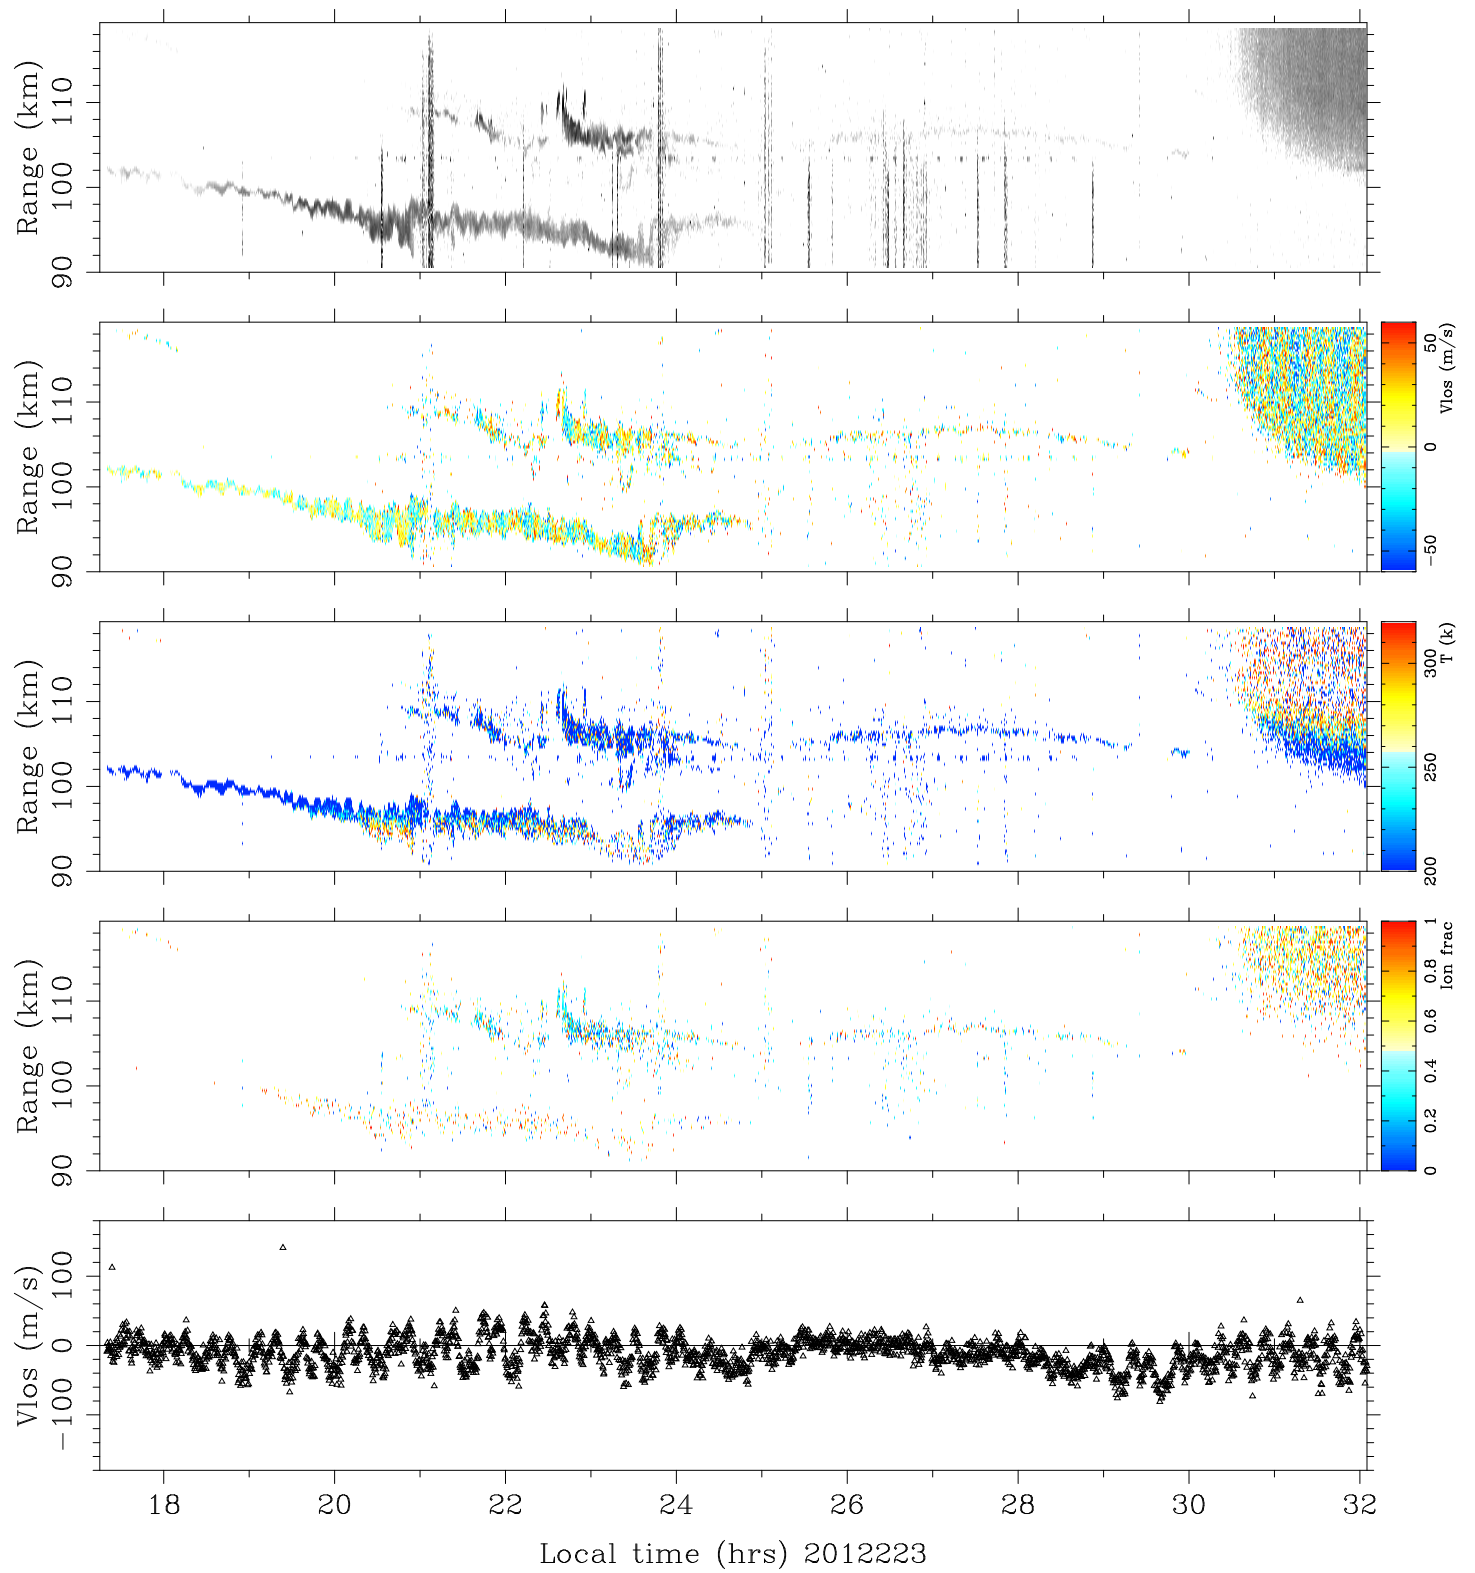 Range (km)
90 100 110
Range (km)
90 100 110
−50 0 50
Vlos (m/s)
Range (km)
90 100 110
200 250 300
T (k)
Range (km)
90 100 110
0 0.2 0.4 0.6 0.8 1
Ion frac
Vlos (m/s)
−100 0 100
18 20 22 24 26 28 30 32
Local time (hrs) 2012223